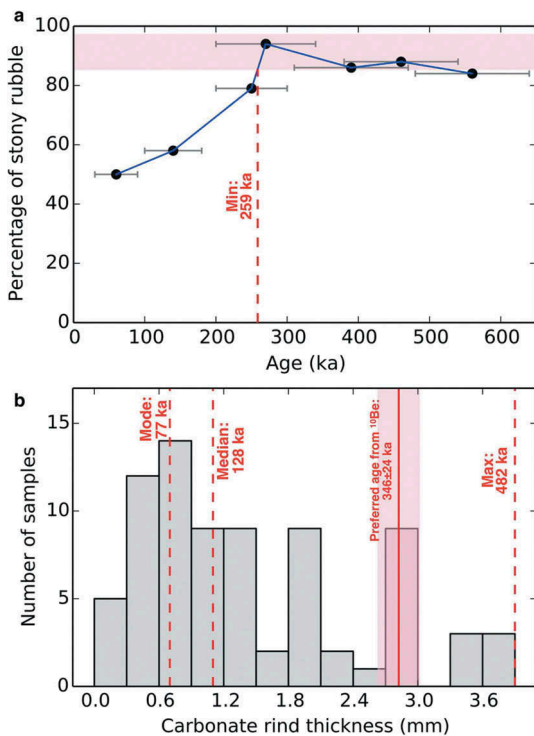 a
100
80
60
40
20
0
Percentage of stony rubble
Min:
259 ka
0 100 200 300 400 500 600
Age (ka)
b
15
10
5
0
Number of samples
Mode:
77 ka
Median:
128 ka
Preferred age from ¹⁰Be:
346±24 ka
Max:
482 ka
0.0 0.6 1.2 1.8 2.4 3.0 3.6
Carbonate rind thickness (mm)